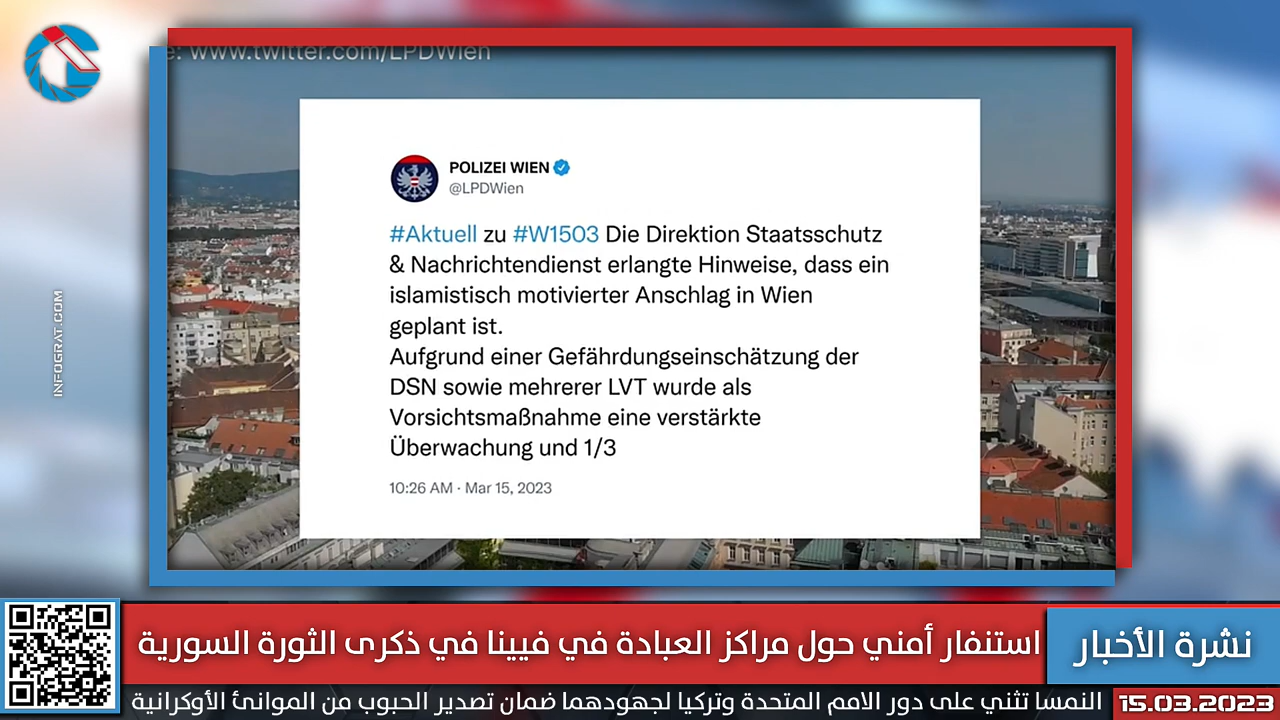 e: www.twitter.com/LPDWien
POLIZEI WIEN
@LPDWien
#Aktuell zu #W1503 Die Direktion Staatsschutz
& Nachrichtendienst erlangte Hinweise, dass ein
islamistisch motivierter Anschlag in Wien
geplant ist.
Aufgrund einer Gefährdungseinschätzung der
DSN sowie mehrerer LVT wurde als
Vorsichtsmaßnahme eine verstärkte
Überwachung und 1/3
10:26 AM · Mar 15, 2023
INFOGRAT.COM
نشرة الأخبار
استنفار أمني حول مراكز العبادة في فيينا في ذكرى الثورة السورية
15.03.2023
النمسا تثني على دور الامم المتحدة وتركيا لجهودهما ضمان تصدير الحبوب من الموانئ الأوكرانية